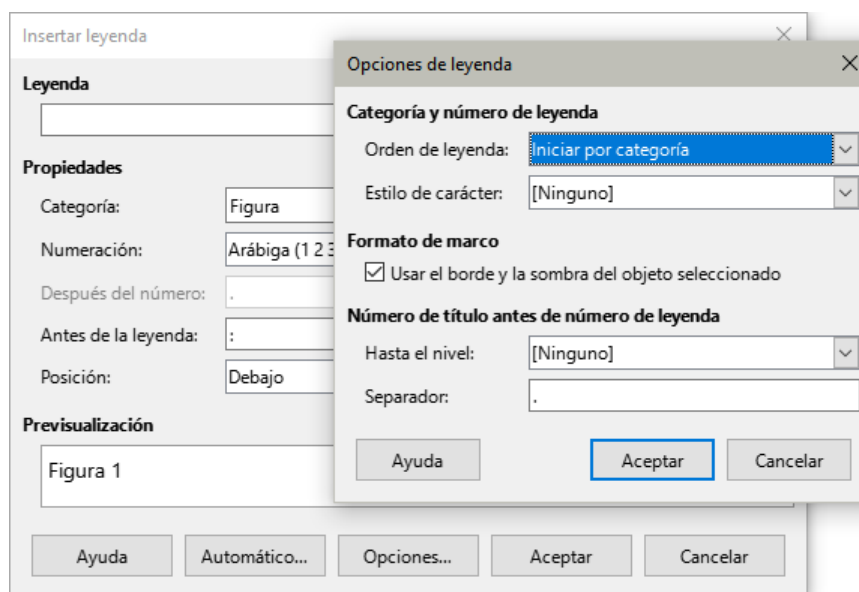 Insertar leyenda
Leyenda
Propiedades
Categoría: Figura
Numeración: Arábiga (1 2 3
Después del número: .
Antes de la leyenda: :
Posición: Debajo
Previsualización
Figura 1
Ayuda Automático... Opciones... Aceptar Cancelar
Opciones de leyenda
Categoría y número de leyenda
Orden de leyenda: Iniciar por categoría
Estilo de carácter: [Ninguno]
Formato de marco
Usar el borde y la sombra del objeto seleccionado
Número de título antes de número de leyenda
Hasta el nivel: [Ninguno]
Separador: .
Ayuda Aceptar Cancelar